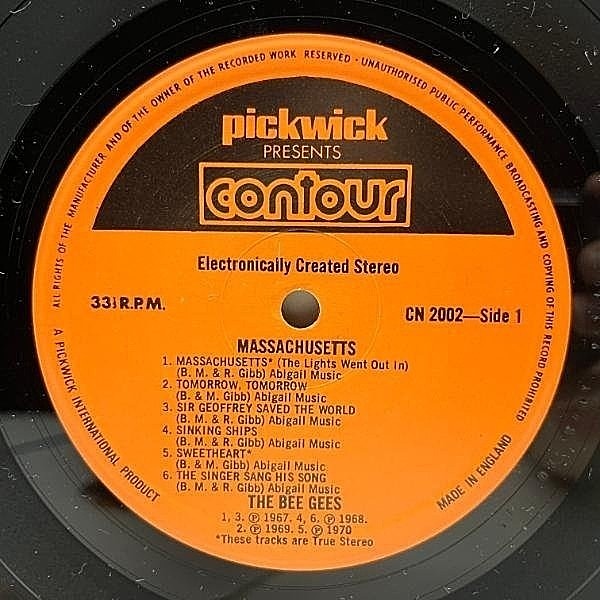 ALL RIGHTS OF THE MANUFACTURER AND OF THE OWNER OF THE RECORDED WORK RESERVED - UNAUTHORISED PUBLIC PERFORMANCE BROADCASTING AND COPYING OF THIS RECORD PROHIBITED
pickwick
PRESENTS
contour
Electronically Created Stereo
33⅓ R.P.M.
CN 2002—Side 1
MASSACHUSETTS
1. MASSACHUSETTS* (The Lights Went Out In)
(B. M. & R. Gibb) Abigail Music
2. TOMORROW, TOMORROW
(B. & M. Gibb) Abigail Music
3. SIR GEOFFREY SAVED THE WORLD
(B. M. & R. Gibb) Abigail Music
4. SINKING SHIPS
(B. M. & R. Gibb) Abigail Music
5. SWEETHEART*
(B. & M. Gibb) Abigail Music
6. THE SINGER SANG HIS SONG
(B. M. & R. Gibb) Abigail Music
THE BEE GEES
1, 3. ℗ 1967. 4, 6. ℗ 1968.
2. ℗ 1969. 5. ℗ 1970
*These tracks are True Stereo
A PICKWICK INTERNATIONAL PRODUCT
MADE IN ENGLAND